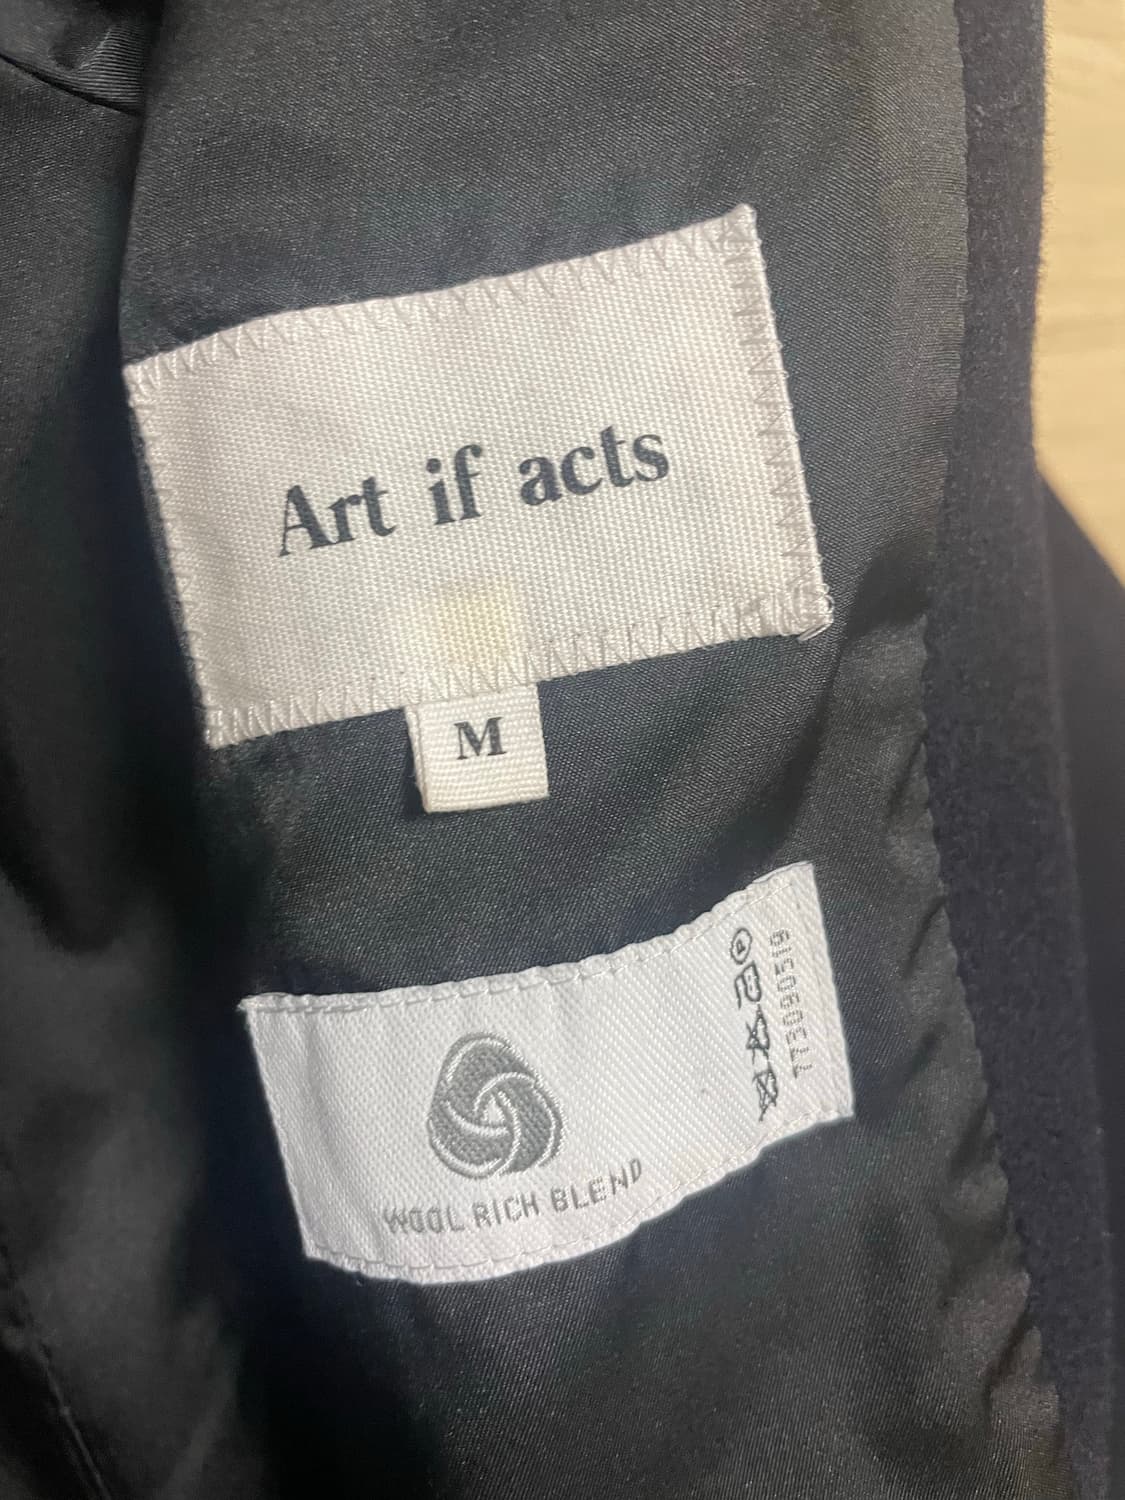 Art if acts
M
WOOL RICH BLEND
773090519